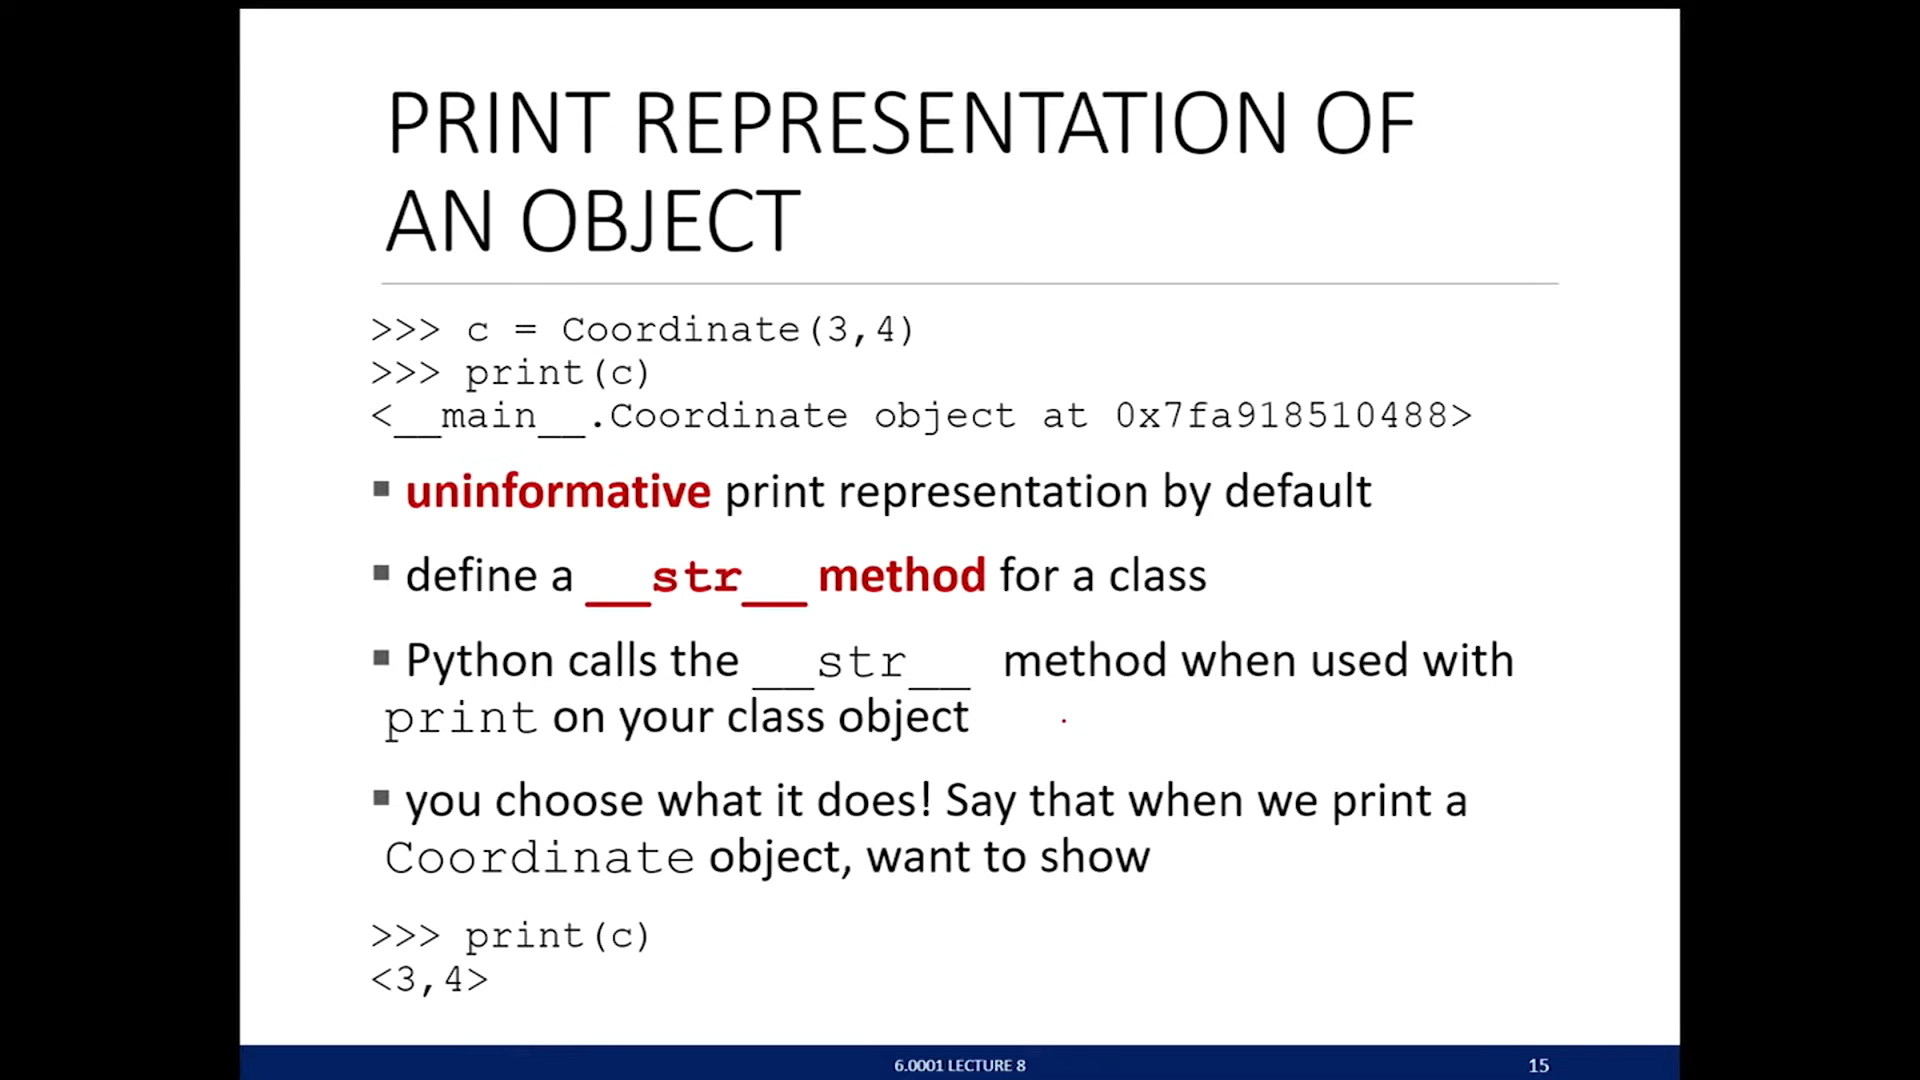 PRINT REPRESENTATION OF
AN OBJECT
>>> c = Coordinate(3,4)
>>> print(c)
<__main__.Coordinate object at 0x7fa918510488>
▪ uninformative print representation by default
▪ define a __str__ method for a class
▪ Python calls the __str__ method when used with
print on your class object
▪ you choose what it does! Say that when we print a
Coordinate object, want to show
>>> print(c)
<3,4>
6.0001 LECTURE 8
15